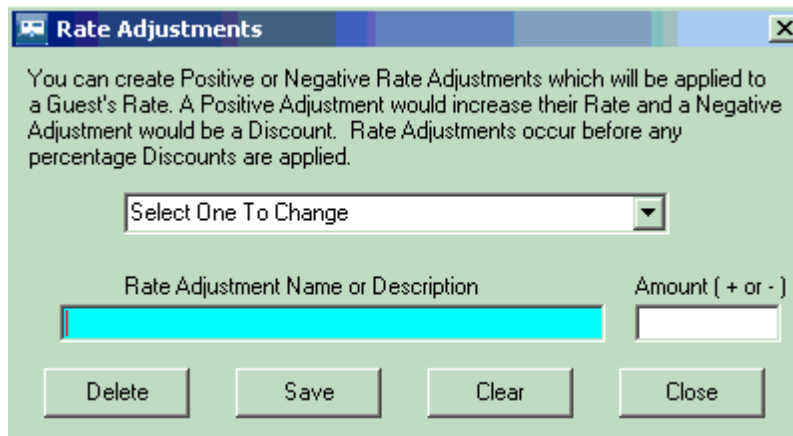 Rate Adjustments
You can create Positive or Negative Rate Adjustments which will be applied to
a Guest's Rate. A Positive Adjustment would increase their Rate and a Negative
Adjustment would be a Discount.  Rate Adjustments occur before any
percentage Discounts are applied.
Select One To Change
Rate Adjustment Name or Description
Amount ( + or - )
Delete
Save
Clear
Close